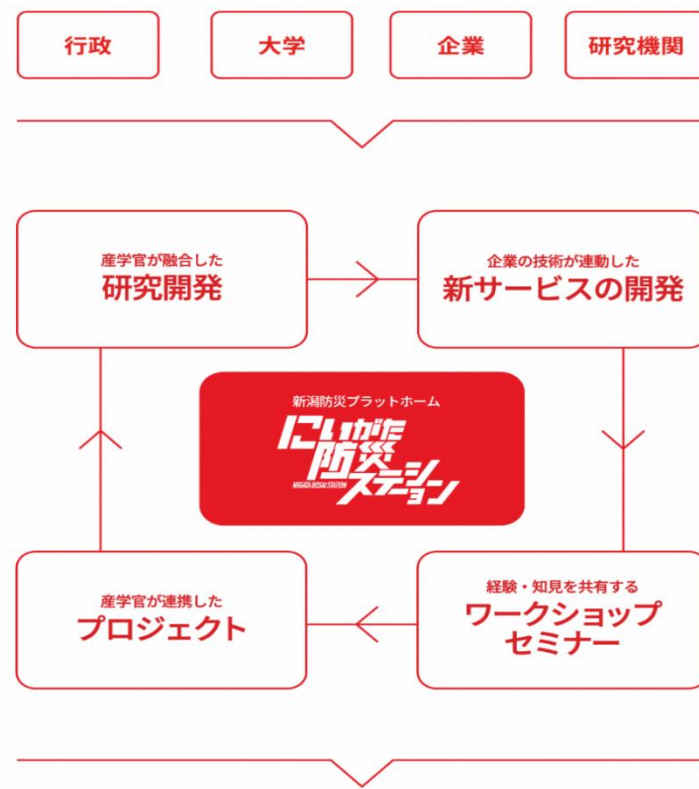 行政
大学
企業
研究機関
産学官が融合した
研究開発
企業の技術が連動した
新サービスの開発
新潟防災プラットホーム
にいがた
防災
NIIGATA BOSAI STATION
ステーション
産学官が連携した
プロジェクト
経験・知見を共有する
ワークショップ
セミナー